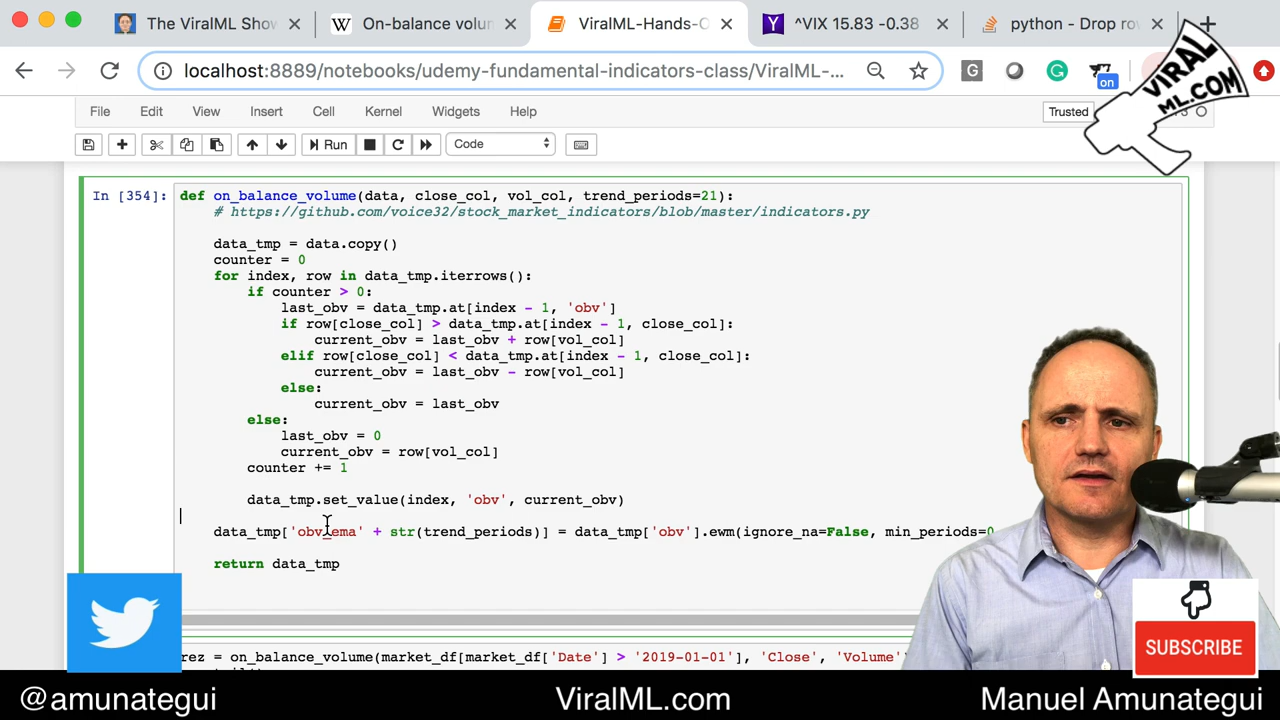 The ViralML Show
On-balance volu
ViralML-Hands-O
^VIX 15.83 -0.38
python - Drop ro
localhost:8889/notebooks/udemy-fundamental-indicators-class/ViralML-...
on
VIRAL
ML.COM
File Edit View Insert Cell Kernel Widgets Help
Trusted
Run
Code
In [354]:
def on_balance_volume(data, close_col, vol_col, trend_periods=21):
# https://github.com/voice32/stock_market_indicators/blob/master/indicators.py
data_tmp = data.copy()
counter = 0
for index, row in data_tmp.iterrows():
if counter > 0:
last_obv = data_tmp.at[index - 1, 'obv']
if row[close_col] > data_tmp.at[index - 1, close_col]:
current_obv = last_obv + row[vol_col]
elif row[close_col] < data_tmp.at[index - 1, close_col]:
current_obv = last_obv - row[vol_col]
else:
current_obv = last_obv
else:
last_obv = 0
current_obv = row[vol_col]
counter += 1
data_tmp.set_value(index, 'obv', current_obv)
data_tmp['obv_ema' + str(trend_periods)] = data_tmp['obv'].ewm(ignore_na=False, min_periods=0
return data_tmp
rez = on_balance_volume(market_df[market_df['Date'] > '2019-01-01'], 'Close', 'Volume'
SUBSCRIBE
@amunategui
ViralML.com
Manuel Amunategui